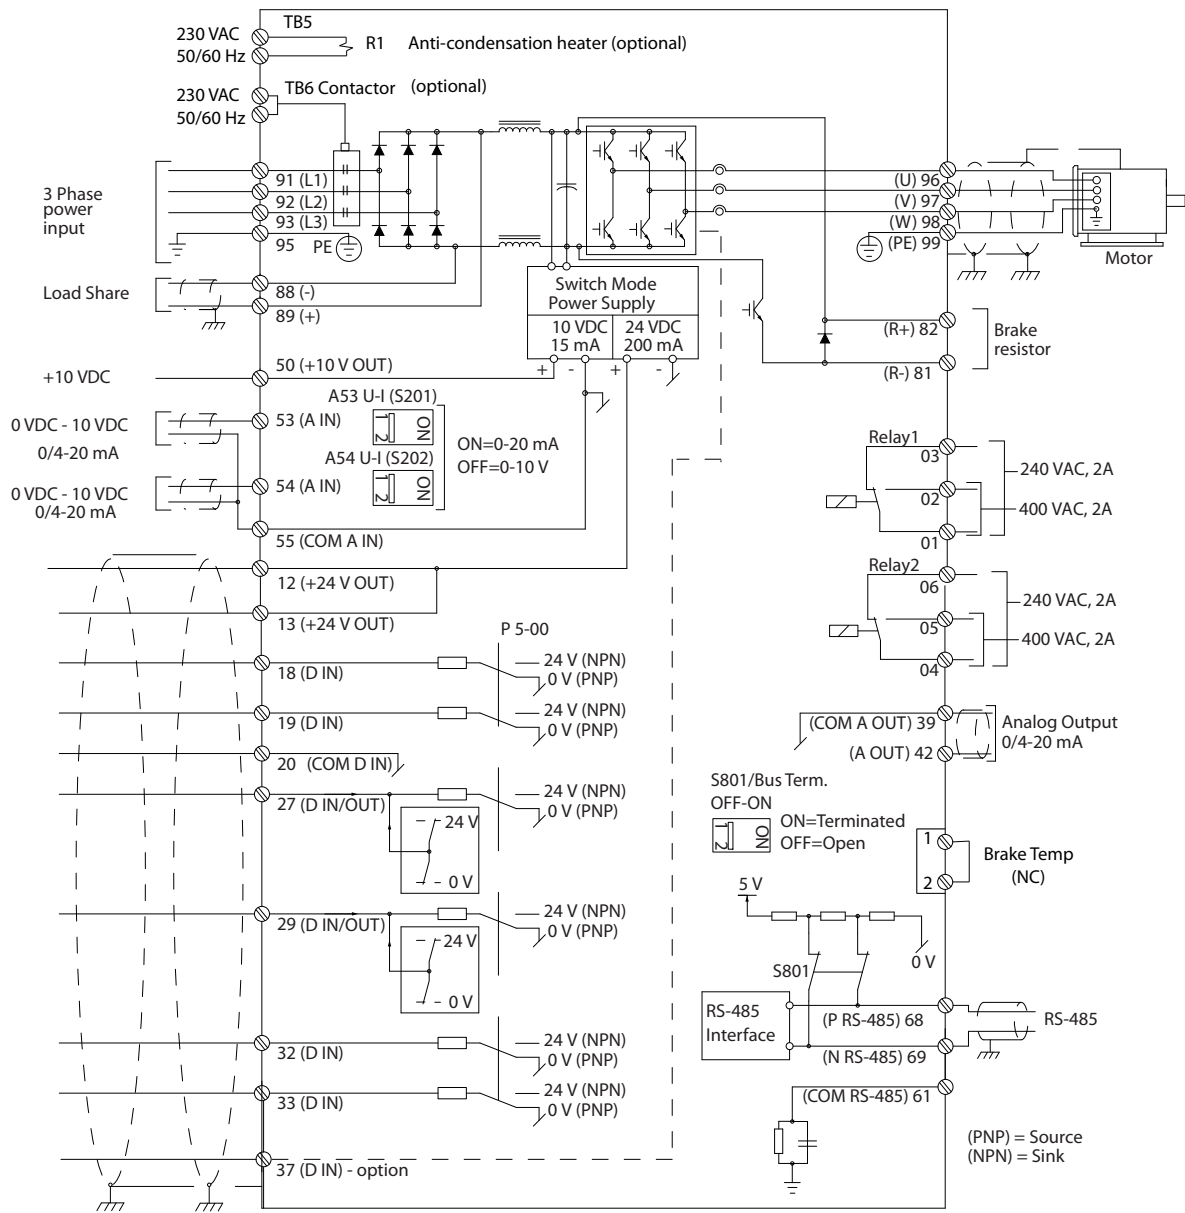 TB5
230 VAC
50/60 Hz
R1
Anti-condensation heater (optional)
TB6 Contactor
(optional)
230 VAC
50/60 Hz
3 Phase
power
input
91 (L1)
92 (L2)
93 (L3)
95
PE
(U) 96
(V) 97
(W) 98
(PE) 99
Motor
Load Share
88 (-)
89 (+)
Switch Mode
Power Supply
10 VDC
15 mA
24 VDC
200 mA
+ - + -
(R+) 82
(R-) 81
Brake
resistor
+10 VDC
50 (+10 V OUT)
0 VDC - 10 VDC
0/4-20 mA
53 (A IN)
A53 U-I (S201)
1 2
ON
A54 U-I (S202)
1 2
ON
ON=0-20 mA
OFF=0-10 V
0 VDC - 10 VDC
0/4-20 mA
54 (A IN)
55 (COM A IN)
12 (+24 V OUT)
13 (+24 V OUT)
Relay1
03
02
01
240 VAC, 2A
400 VAC, 2A
Relay2
06
05
04
240 VAC, 2A
400 VAC, 2A
P 5-00
18 (D IN)
24 V (NPN)
0 V (PNP)
19 (D IN)
24 V (NPN)
0 V (PNP)
20 (COM D IN)
27 (D IN/OUT)
24 V (NPN)
0 V (PNP)
24 V
0 V
29 (D IN/OUT)
24 V (NPN)
0 V (PNP)
24 V
0 V
32 (D IN)
24 V (NPN)
0 V (PNP)
33 (D IN)
24 V (NPN)
0 V (PNP)
37 (D IN) - option
(COM A OUT) 39
(A OUT) 42
Analog Output
0/4-20 mA
S801/Bus Term.
OFF-ON
1 2
ON
ON=Terminated
OFF=Open
1
2
Brake Temp
(NC)
5 V
0 V
S801
RS-485
Interface
(P RS-485) 68
(N RS-485) 69
RS-485
(COM RS-485) 61
(PNP) = Source
(NPN) = Sink